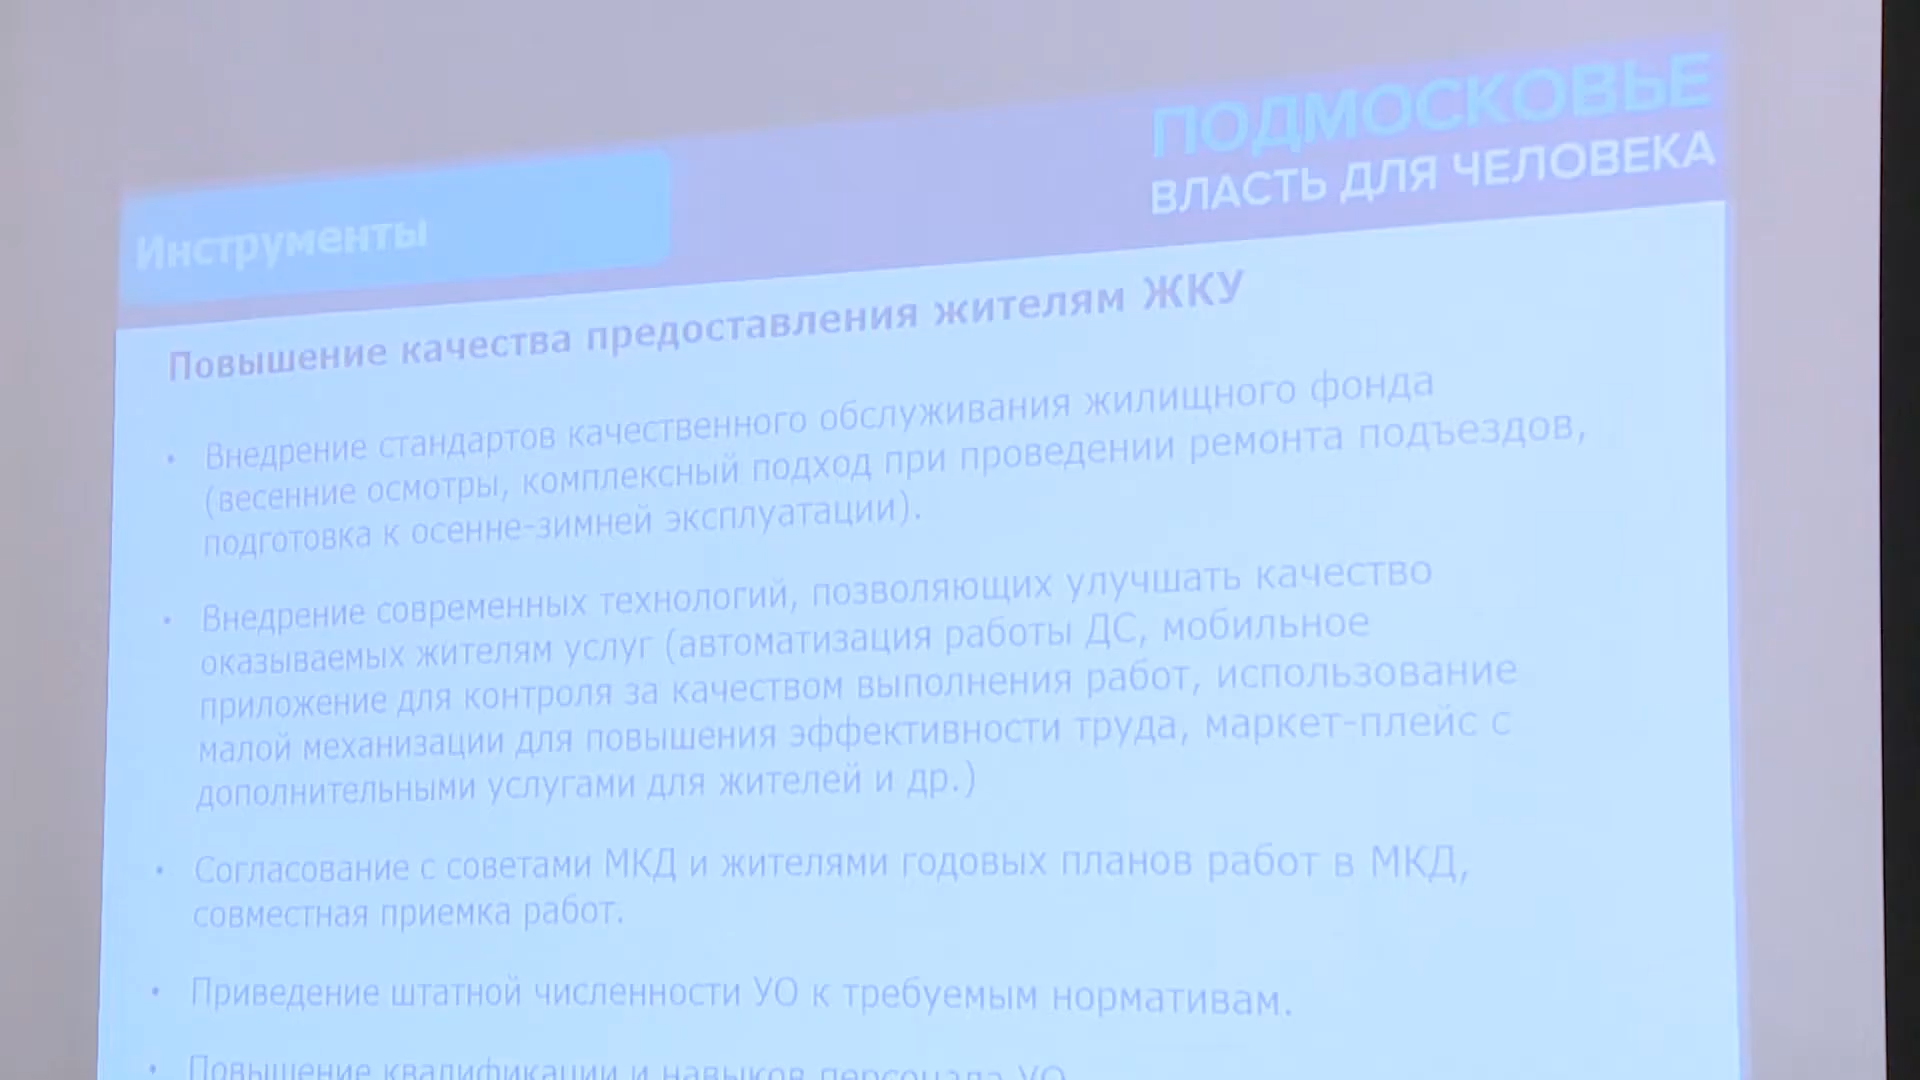 ПОДМОСКОВЬЕ
ВЛАСТЬ ДЛЯ ЧЕЛОВЕКА
Инструменты
Повышение качества предоставления жителям ЖКУ
• Внедрение стандартов качественного обслуживания жилищного фонда
(весенние осмотры, комплексный подход при проведении ремонта подъездов,
подготовка к осенне-зимней эксплуатации).
• Внедрение современных технологий, позволяющих улучшать качество
оказываемых жителям услуг (автоматизация работы ДС, мобильное
приложение для контроля за качеством выполнения работ, использование
малой механизации для повышения эффективности труда, маркет-плейс с
дополнительными услугами для жителей и др.)
• Согласование с советами МКД и жителями годовых планов работ в МКД,
совместная приемка работ.
• Приведение штатной численности УО к требуемым нормативам.
• Повышение квалификации и навыков персонала УО